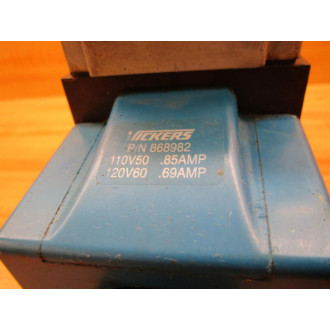 VICKERS
P/N 868982
110V50 .85AMP
120V60 .69AMP